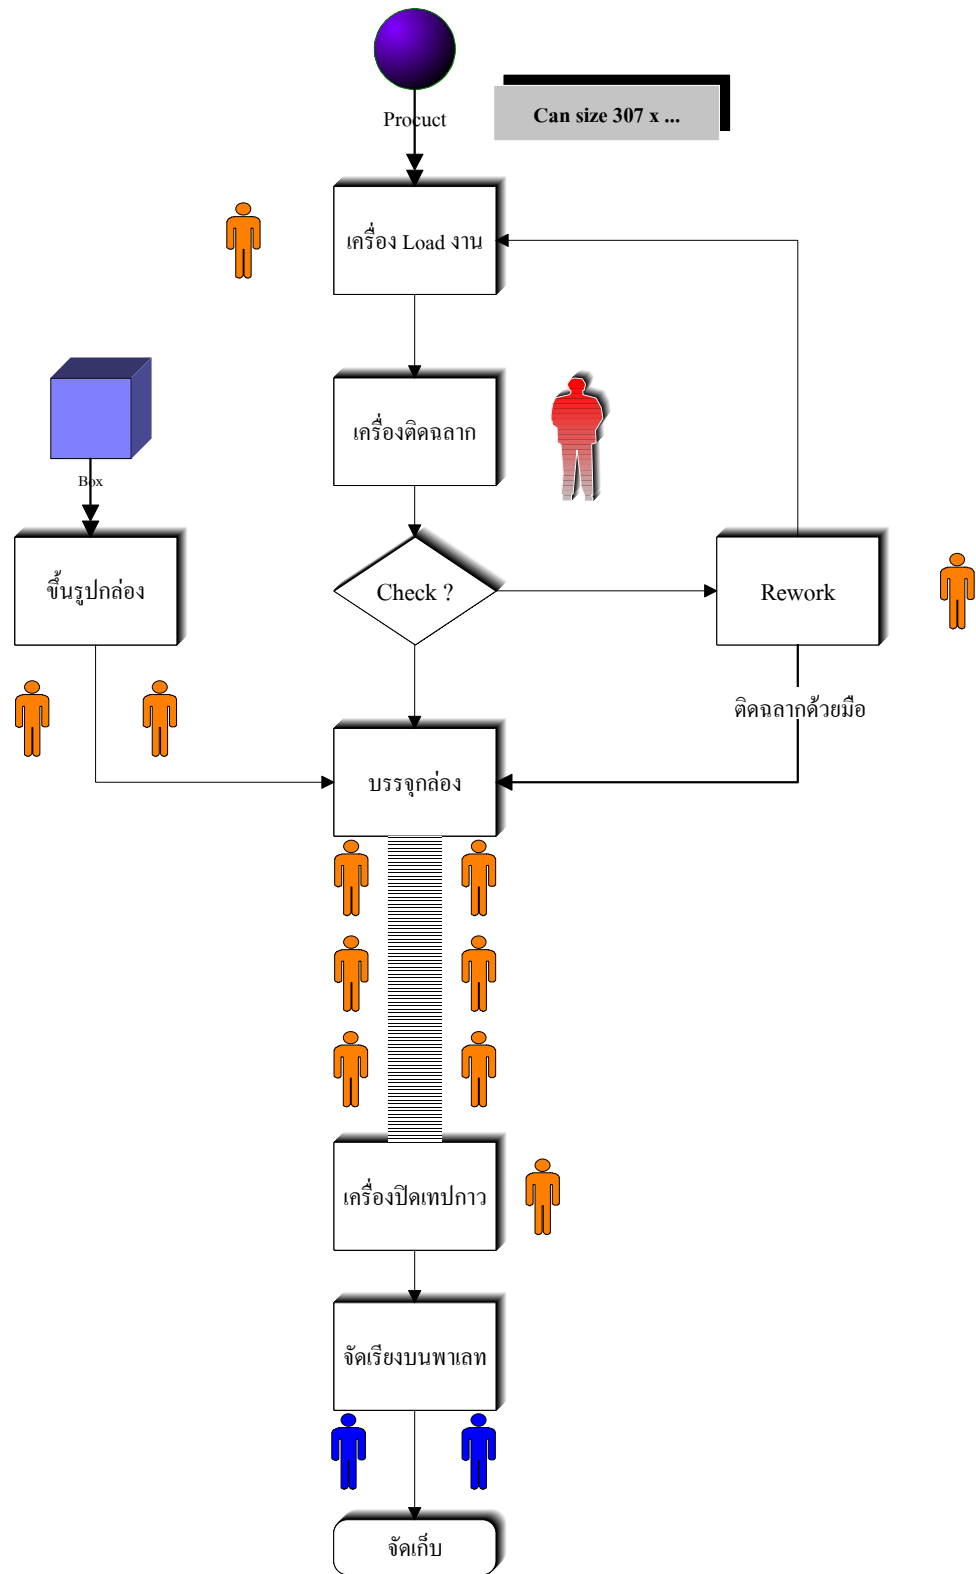 Procuct
Can size 307 x ...
เครื่อง Load งาน
เครื่องติดฉลาก
Box
ขึ้นรูปกล่อง
Check ?
Rework
ติดฉลากด้วยมือ
บรรจุกล่อง
เครื่องปิดเทปกาว
จัดเรียงบนพาเลท
จัดเก็บ